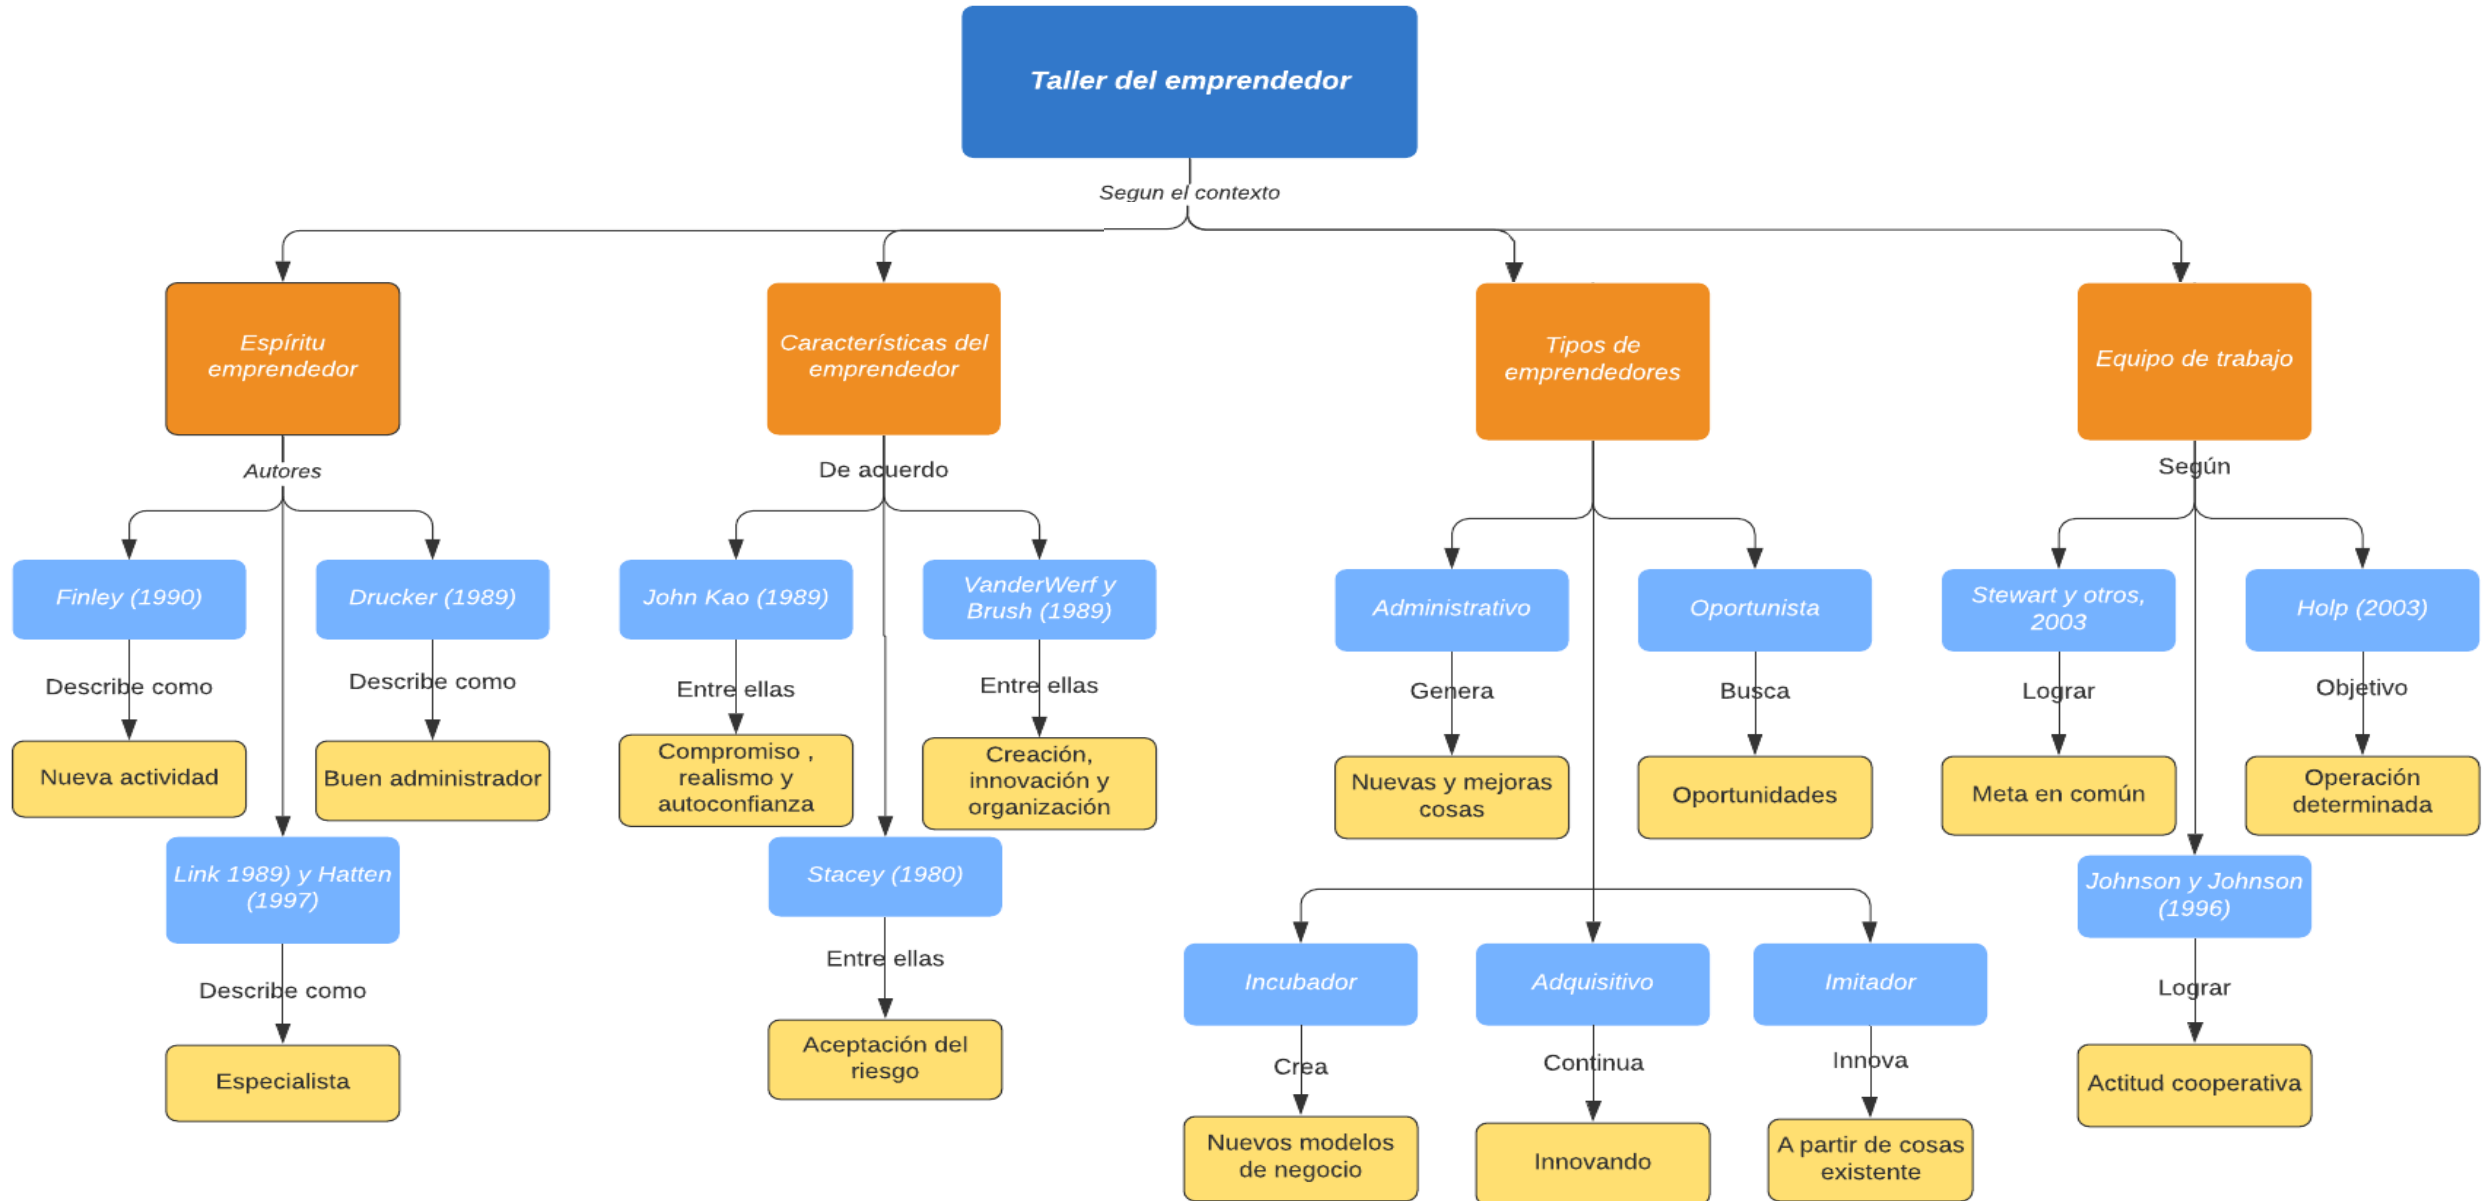 Taller del emprendedor
Segun el contexto
Espíritu
emprendedor
Características del
emprendedor
Tipos de
emprendedores
Equipo de trabajo
Autores
De acuerdo
Según
Finley (1990)
Drucker (1989)
John Kao (1989)
VanderWerf y
Brush (1989)
Administrativo
Oportunista
Stewart y otros,
2003
Holp (2003)
Describe como
Describe como
Entre ellas
Entre ellas
Genera
Busca
Lograr
Objetivo
Nueva actividad
Buen administrador
Compromiso ,
realismo y
autoconfianza
Creación,
innovación y
organización
Nuevas y mejoras
cosas
Oportunidades
Meta en común
Operación
determinada
Link 1989) y Hatten
(1997)
Stacey (1980)
Johnson y Johnson
(1996)
Describe como
Entre ellas
Incubador
Adquisitivo
Imitador
Lograr
Especialista
Aceptación del
riesgo
Crea
Continua
Innova
Actitud cooperativa
Nuevos modelos
de negocio
Innovando
A partir de cosas
existente